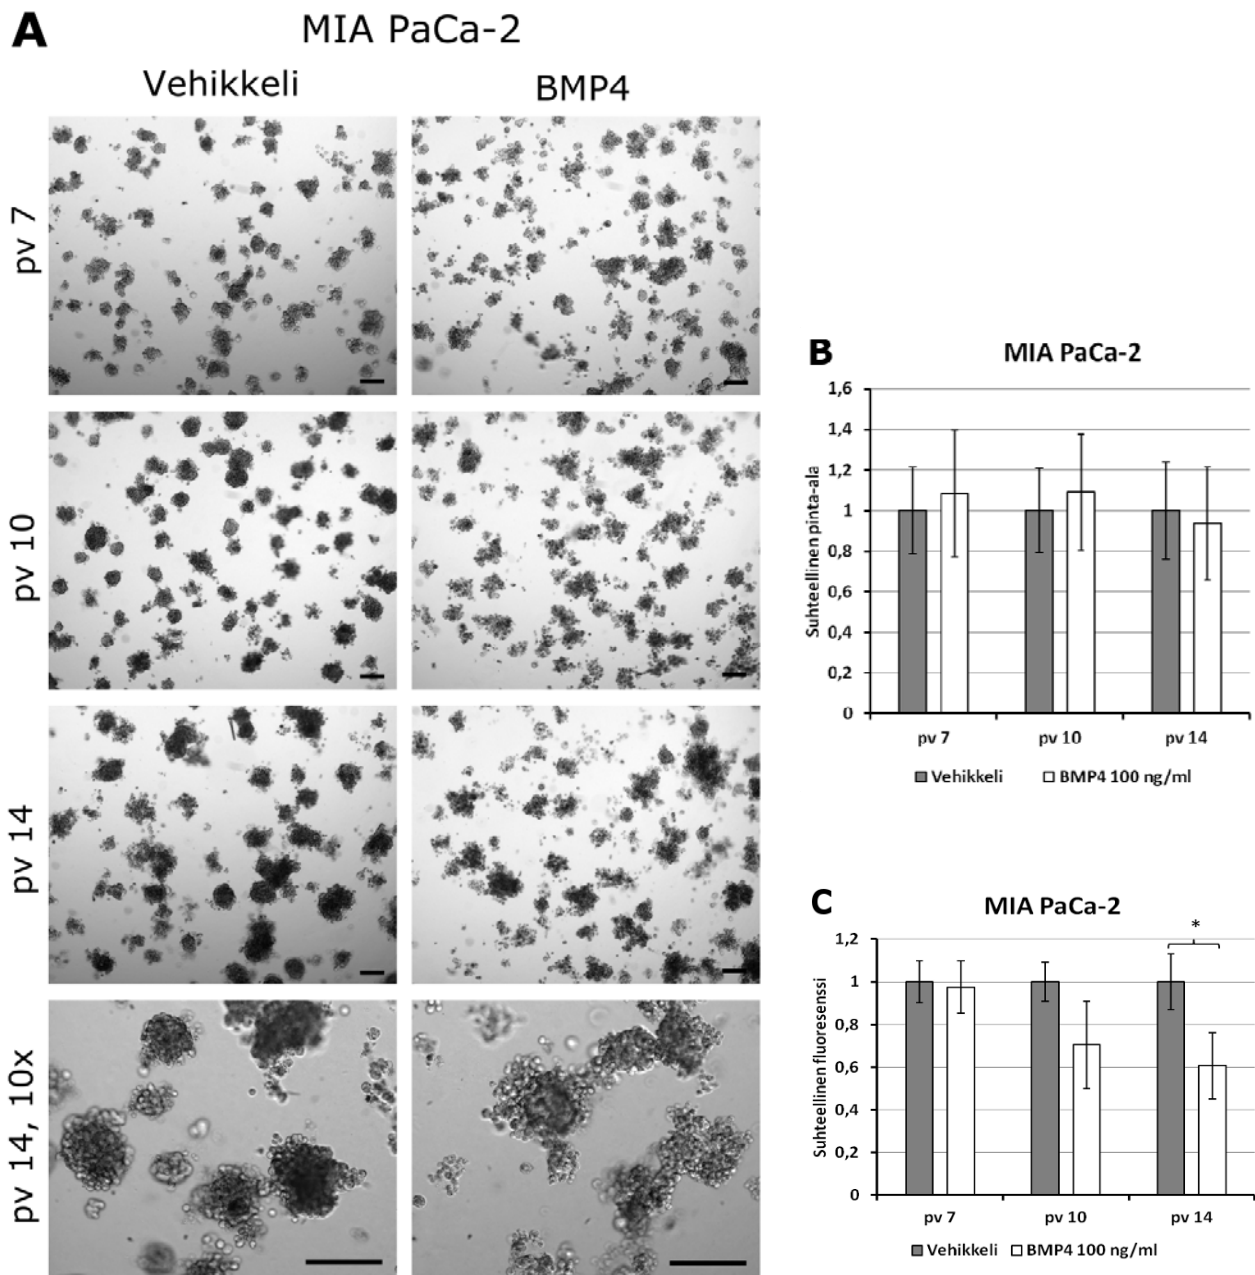 A
MIA PaCa-2
Vehikkeli
BMP4
pv 7
pv 10
pv 14
pv 14, 10x
B
MIA PaCa-2
Suhteellinen pinta-ala
1,6
1,4
1,2
1
0,8
0,6
0,4
0,2
0
pv 7
pv 10
pv 14
Vehikkeli
BMP4 100 ng/ml
C
MIA PaCa-2
Suhteellinen fluoresenssi
1,2
1
0,8
0,6
0,4
0,2
0
*
pv 7
pv 10
pv 14
Vehikkeli
BMP4 100 ng/ml